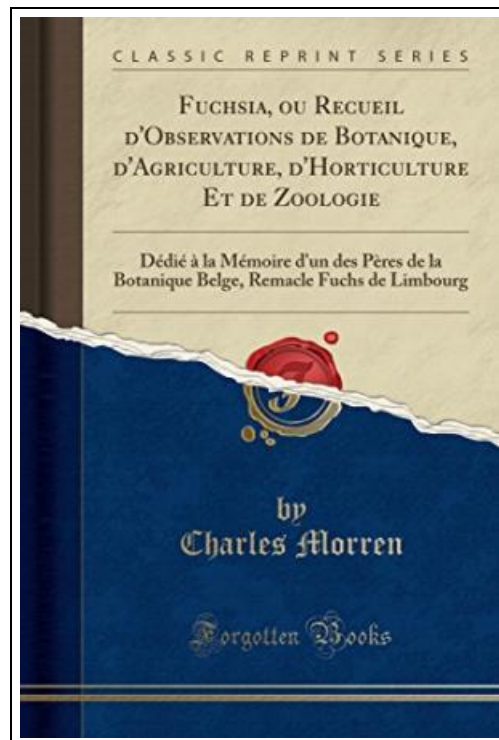 CLASSIC REPRINT SERIES
FUCHSIA, OU RECUEIL
D'OBSERVATIONS DE BOTANIQUE,
D'AGRICULTURE, D'HORTICULTURE
ET DE ZOOLOGIE
Dédié à la Mémoire d'un des Pères de la
Botanique Belge, Remacle Fuchs de Limbourg
by
Charles Morren
Forgotten Books